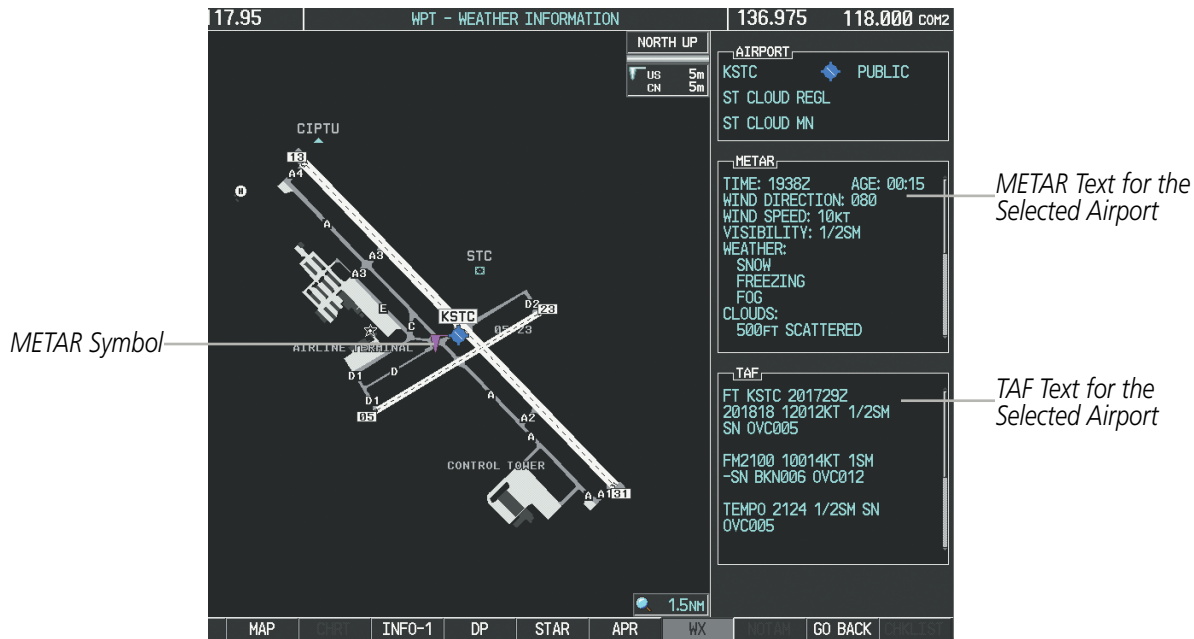 117.95
WPT - WEATHER INFORMATION
136.975
118.000 COM2
NORTH UP
US 5m
CN 5m
AIRPORT
KSTC PUBLIC
ST CLOUD REGL
ST CLOUD MN
METAR
TIME: 1938Z AGE: 00:15
WIND DIRECTION: 080
WIND SPEED: 10KT
VISIBILITY: 1/2SM
WEATHER:
SNOW
FREEZING
FOG
CLOUDS:
500FT SCATTERED
METAR Text for the
Selected Airport
TAF
FT KSTC 201729Z
201818 12012KT 1/2SM
SN OVC005
FM2100 10014KT 1SM
-SN BKN006 OVC012
TEMPO 2124 1/2SM SN
OVC005
TAF Text for the
Selected Airport
CIPTU
13
A4
H
A
STC
A3
A3
E
D2
23
KSTC
C
05-23
METAR Symbol
AIRLINE TERMINAL
D1
D
D1
05
A
A2
A
CONTROL TOWER
A
A1
31
1.5NM
MAP
CHRT
INFO-1
DP
STAR
APR
WX
NOTAM
GO BACK
CHKLIST